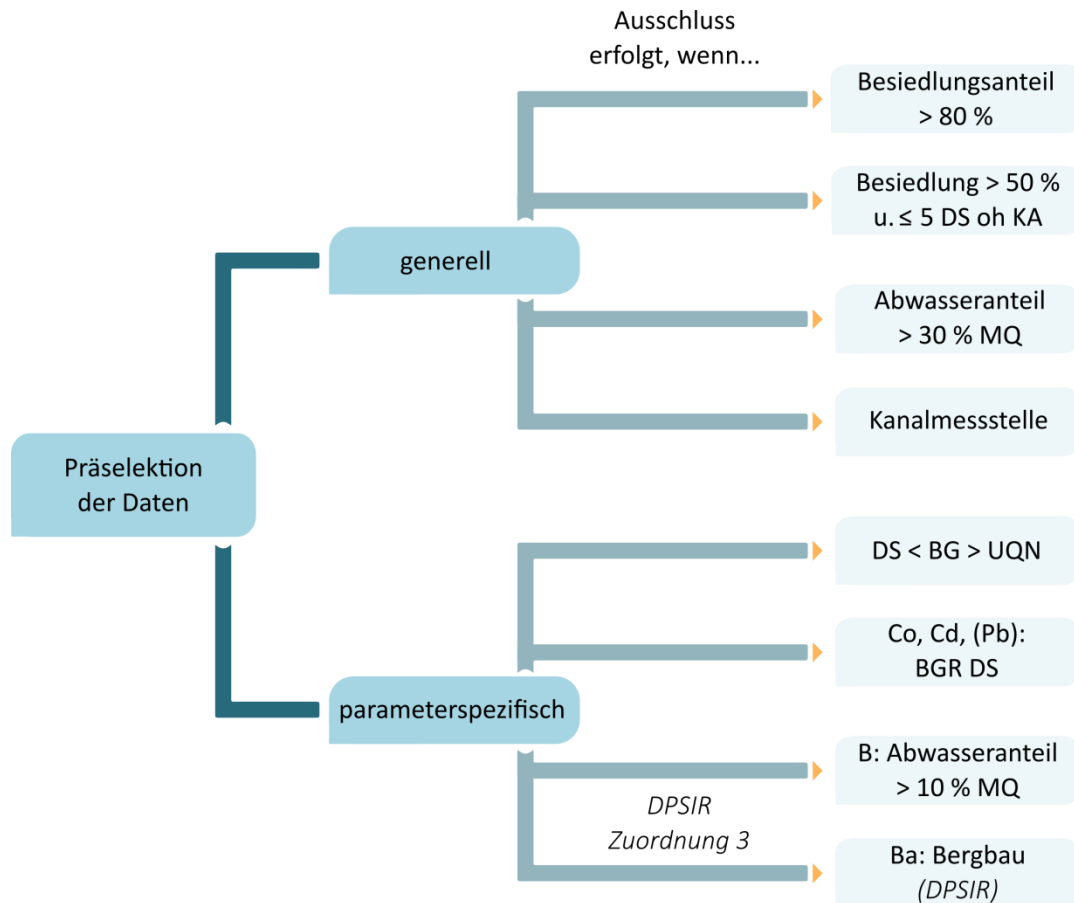 Ausschluss
erfolgt, wenn...
Besiedlungsanteil
> 80 %
Besiedlung > 50 %
u. ≤ 5 DS oh KA
generell
Abwasseranteil
> 30 % MQ
Kanalmessstelle
Präselektion
der Daten
DS < BG > UQN
Co, Cd, (Pb):
BGR DS
parameterspezifisch
B: Abwasseranteil
> 10 % MQ
DPSIR
Zuordnung 3
Ba: Bergbau
(DPSIR)